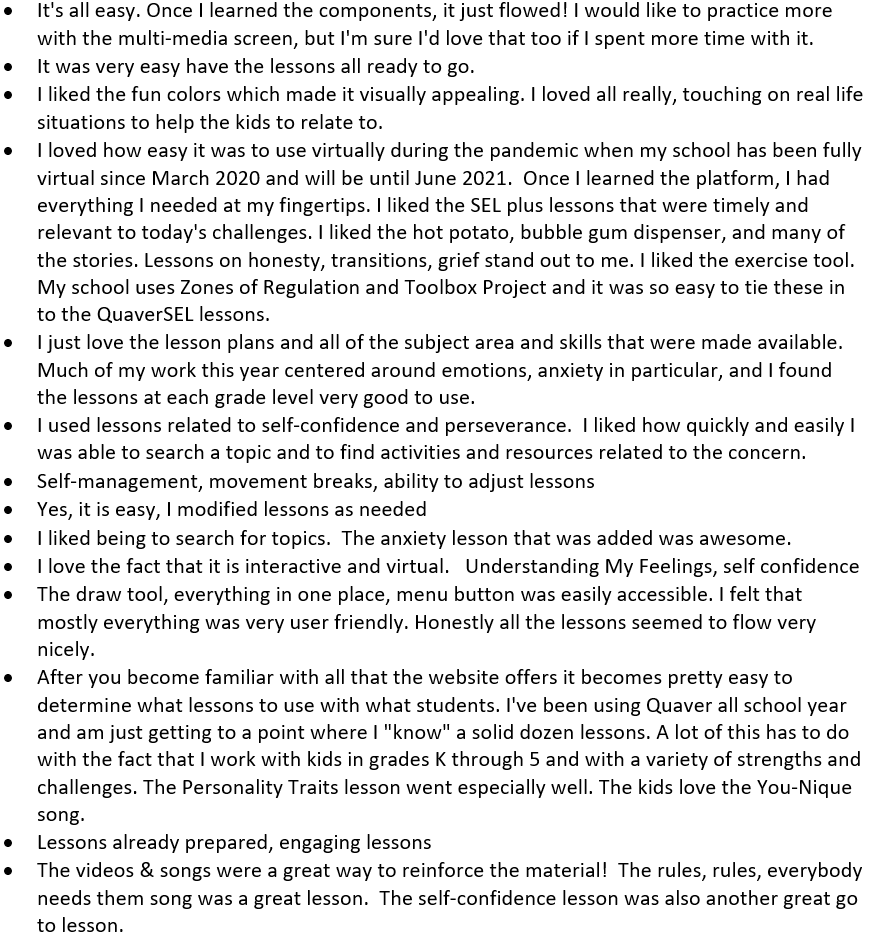 • It's all easy. Once I learned the components, it just flowed! I would like to practice more
with the multi-media screen, but I'm sure I'd love that too if I spent more time with it.
• It was very easy have the lessons all ready to go.
• I liked the fun colors which made it visually appealing. I loved all really, touching on real life
situations to help the kids to relate to.
• I loved how easy it was to use virtually during the pandemic when my school has been fully
virtual since March 2020 and will be until June 2021.  Once I learned the platform, I had
everything I needed at my fingertips. I liked the SEL plus lessons that were timely and
relevant to today's challenges. I liked the hot potato, bubble gum dispenser, and many of
the stories. Lessons on honesty, transitions, grief stand out to me. I liked the exercise tool.
My school uses Zones of Regulation and Toolbox Project and it was so easy to tie these in
to the QuaverSEL lessons.
• I just love the lesson plans and all of the subject area and skills that were made available.
Much of my work this year centered around emotions, anxiety in particular, and I found
the lessons at each grade level very good to use.
• I used lessons related to self-confidence and perseverance.  I liked how quickly and easily I
was able to search a topic and to find activities and resources related to the concern.
• Self-management, movement breaks, ability to adjust lessons
• Yes, it is easy, I modified lessons as needed
• I liked being to search for topics.  The anxiety lesson that was added was awesome.
• I love the fact that it is interactive and virtual.   Understanding My Feelings, self confidence
• The draw tool, everything in one place, menu button was easily accessible. I felt that
mostly everything was very user friendly. Honestly all the lessons seemed to flow very
nicely.
• After you become familiar with all that the website offers it becomes pretty easy to
determine what lessons to use with what students. I've been using Quaver all school year
and am just getting to a point where I "know" a solid dozen lessons. A lot of this has to do
with the fact that I work with kids in grades K through 5 and with a variety of strengths and
challenges. The Personality Traits lesson went especially well. The kids love the You-Nique
song.
• Lessons already prepared, engaging lessons
• The videos & songs were a great way to reinforce the material!  The rules, rules, everybody
needs them song was a great lesson.  The self-confidence lesson was also another great go
to lesson.